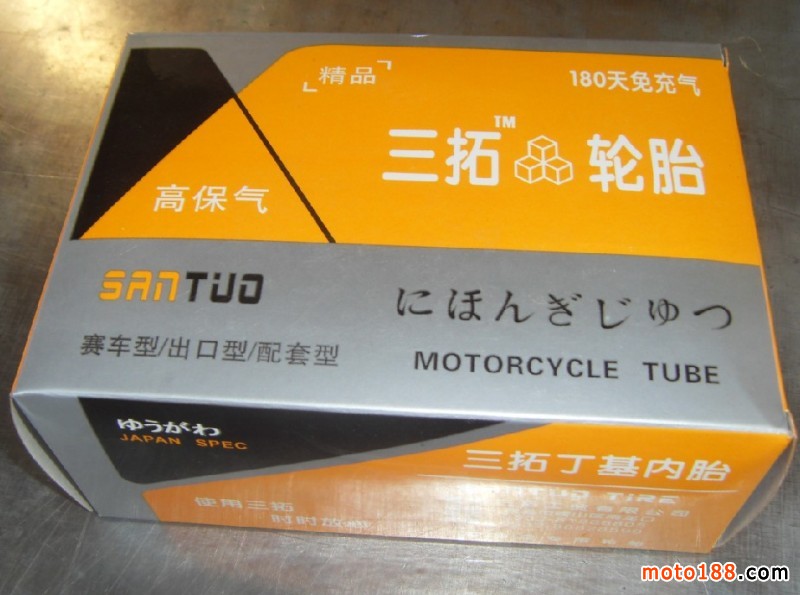 精品
180天免充气
三拓™轮胎
高保气
SANTUO
にほんぎじゅつ
赛车型/出口型/配套型
MOTORCYCLE TUBE
ゆうがわ
JAPAN SPEC
三拓丁基内胎
SANTUO TiRE
使用三拓
时时放心
moto188.com